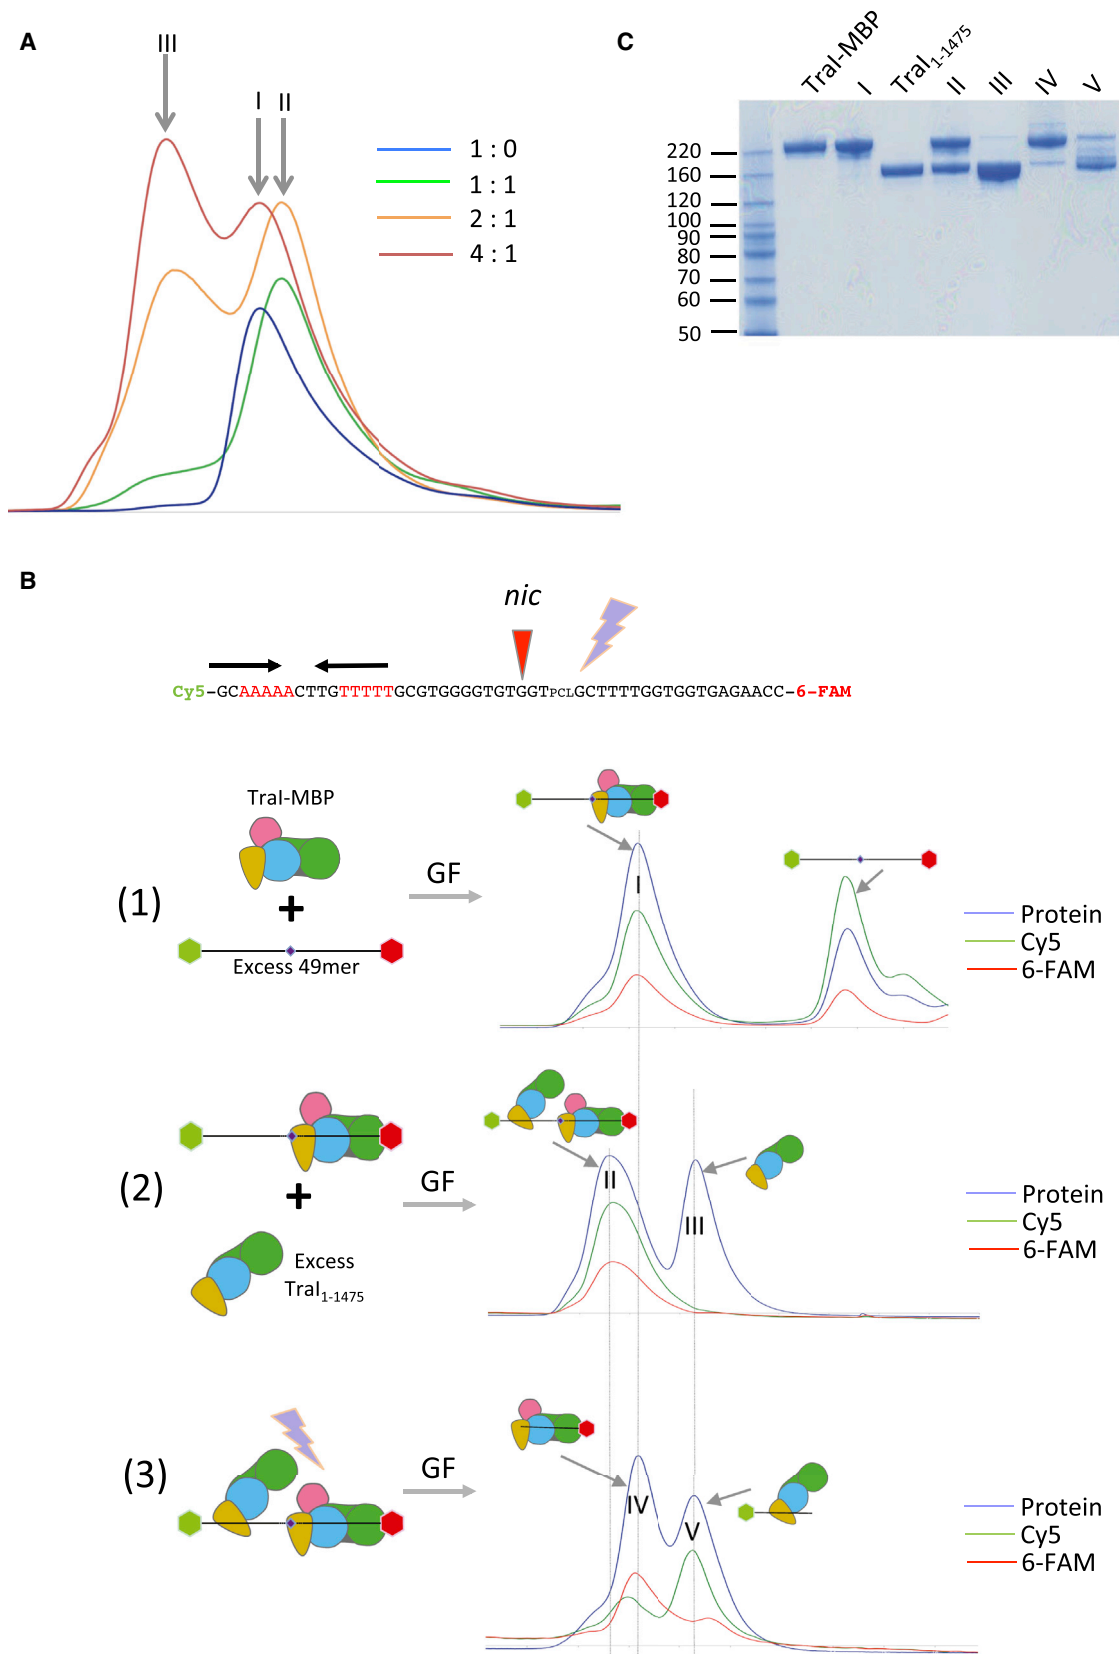 A
III
I II
1 : 0
1 : 1
2 : 1
4 : 1
C
TraI-MBP
I
TraI1-1475
II
III
IV
V
220
160
120
100
90
80
70
60
50
B
nic
Cy5-GCAAAAACTTGTTTTTGCGTGGGGTGTGGTPCLGCTTTTGGTGGTGAGAACC-6-FAM
(1)
TraI-MBP
+
Excess 49mer
GF
I
Protein
Cy5
6-FAM
(2)
+
Excess
TraI1-1475
GF
II
III
Protein
Cy5
6-FAM
(3)
GF
IV
V
Protein
Cy5
6-FAM